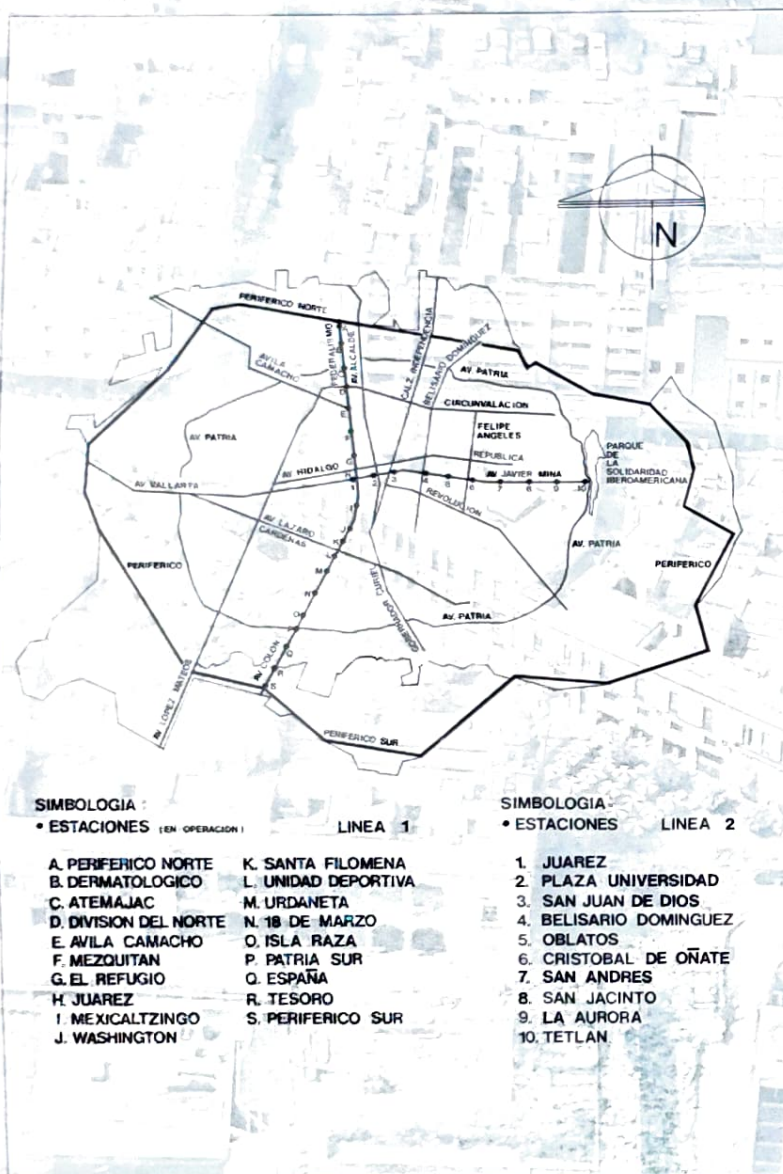 N
PERIFERICO NORTE
FEDERALISMO
AV. ALCALDE
CALZ. INDEPENDENCIA
BELISARIO DOMINGUEZ
AVILA
CAMACHO
AV. PATRIA
CIRCUNVALACION
AV. PATRIA
FELIPE
ANGELES
REPUBLICA
PARQUE
DE
LA
SOLIDARIDAD
IBEROAMERICANA
AV. HIDALGO
AV. JAVIER MINA
AV. VALLARTA
REVOLUCION
AV. LAZARO
CARDENAS
AV. PATRIA
PERIFERICO
PERIFERICO
GOBERNADOR CURIEL
AV. PATRIA
AV. COLON
AV. LOPEZ MATEOS
PERIFERICO SUR
SIMBOLOGIA:
• ESTACIONES (EN OPERACION) LINEA 1
A. PERIFERICO NORTE
B. DERMATOLOGICO
C. ATEMAJAC
D. DIVISION DEL NORTE
E. AVILA CAMACHO
F. MEZQUITAN
G. EL REFUGIO
H. JUAREZ
I. MEXICALTZINGO
J. WASHINGTON
K. SANTA FILOMENA
L. UNIDAD DEPORTIVA
M. URDANETA
N. 18 DE MARZO
O. ISLA RAZA
P. PATRIA SUR
Q. ESPAÑA
R. TESORO
S. PERIFERICO SUR
SIMBOLOGIA:
• ESTACIONES LINEA 2
1. JUAREZ
2. PLAZA UNIVERSIDAD
3. SAN JUAN DE DIOS
4. BELISARIO DOMINGUEZ
5. OBLATOS
6. CRISTOBAL DE OÑATE
7. SAN ANDRES
8. SAN JACINTO
9. LA AURORA
10. TETLAN